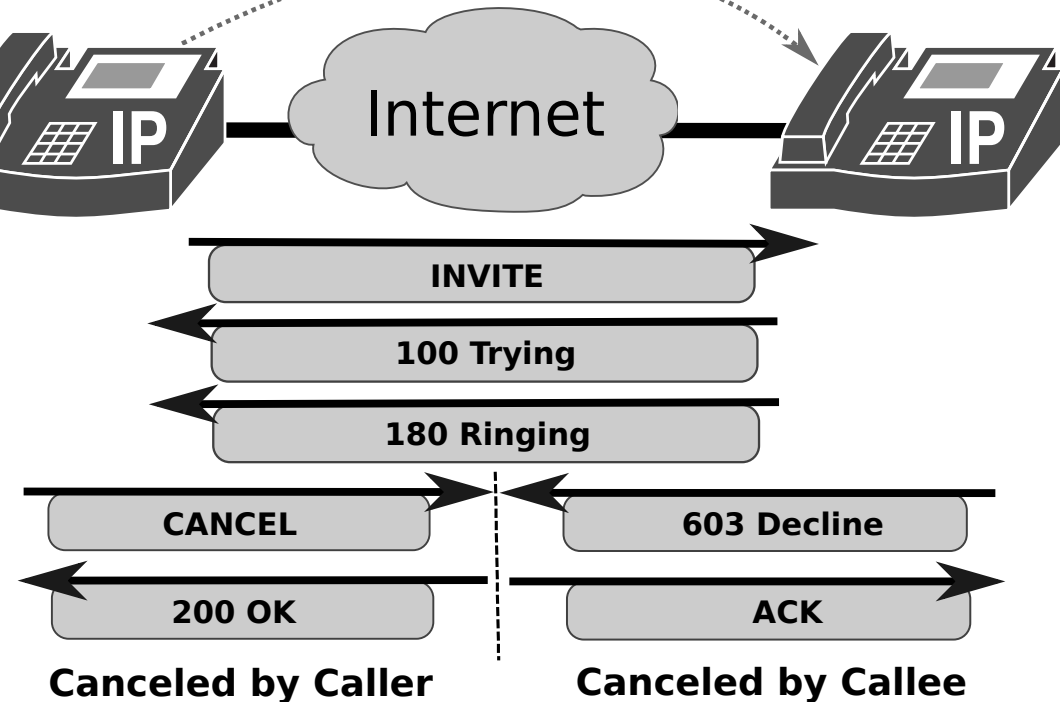 IP
Internet
IP
INVITE
100 Trying
180 Ringing
CANCEL
603 Decline
200 OK
ACK
Canceled by Caller
Canceled by Callee